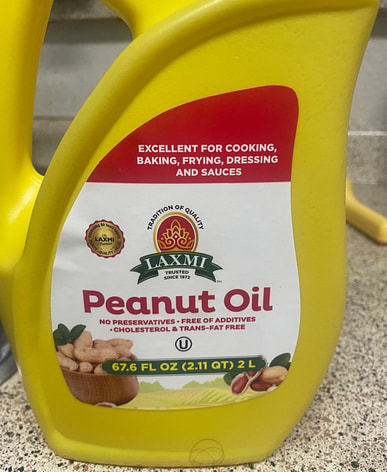 EXCELLENT FOR COOKING,
BAKING, FRYING, DRESSING
AND SAUCES
TRADITION OF QUALITY
LAXMI
LAXMI
TRUSTED
SINCE 1972
Peanut Oil
NO PRESERVATIVES • FREE OF ADDITIVES
• CHOLESTEROL & TRANS-FAT FREE
U
67.6 FL OZ (2.11 QT) 2 L